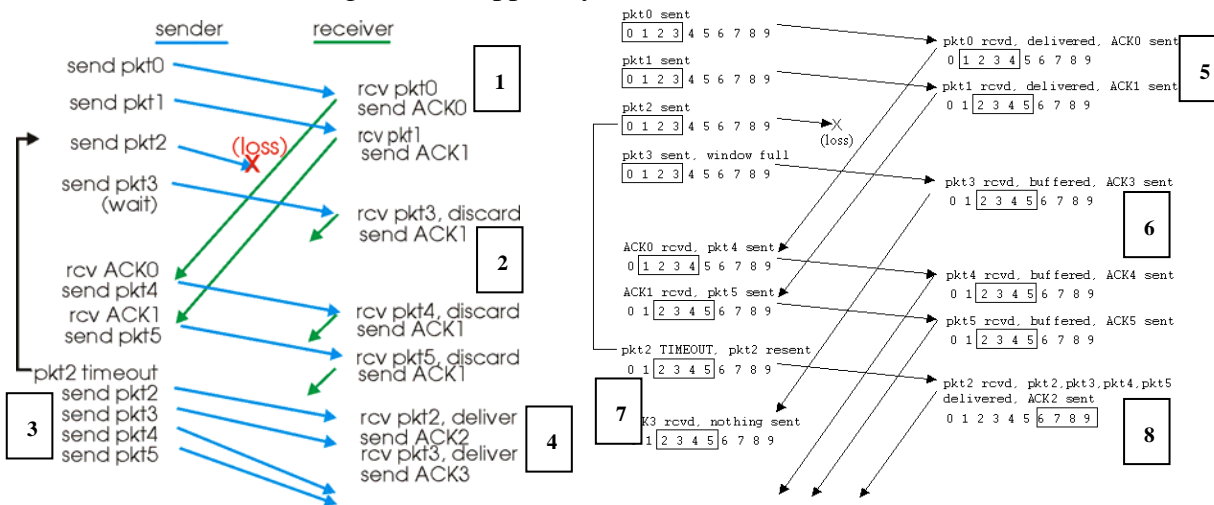 sender receiver
send pkt0
send pkt1
send pkt2
send pkt3
(wait)
(loss)
X
rcv pkt0
send ACK0
rcv pkt1
send ACK1
rcv pkt3, discard
send ACK1
rcv ACK0
send pkt4
rcv ACK1
send pkt5
rcv pkt4, discard
send ACK1
rcv pkt5, discard
send ACK1
pkt2 timeout
send pkt2
send pkt3
send pkt4
send pkt5
rcv pkt2, deliver
send ACK2
rcv pkt3, deliver
send ACK3
1
2
3
4
pkt0 sent
0 1 2 3 4 5 6 7 8 9
pkt1 sent
0 1 2 3 4 5 6 7 8 9
pkt2 sent
0 1 2 3 4 5 6 7 8 9
X
(loss)
pkt3 sent, window full
0 1 2 3 4 5 6 7 8 9
pkt0 rcvd, delivered, ACK0 sent
0 1 2 3 4 5 6 7 8 9
pkt1 rcvd, delivered, ACK1 sent
0 1 2 3 4 5 6 7 8 9
pkt3 rcvd, buffered, ACK3 sent
0 1 2 3 4 5 6 7 8 9
ACK0 rcvd, pkt4 sent
0 1 2 3 4 5 6 7 8 9
ACK1 rcvd, pkt5 sent
0 1 2 3 4 5 6 7 8 9
pkt4 rcvd, buffered, ACK4 sent
0 1 2 3 4 5 6 7 8 9
pkt5 rcvd, buffered, ACK5 sent
0 1 2 3 4 5 6 7 8 9
pkt2 TIMEOUT, pkt2 resent
0 1 2 3 4 5 6 7 8 9
pkt2 rcvd, pkt2,pkt3,pkt4,pkt5
delivered, ACK2 sent
0 1 2 3 4 5 6 7 8 9
rcvd, nothing sent
1 2 3 4 5 6 7 8 9
5
6
7
8